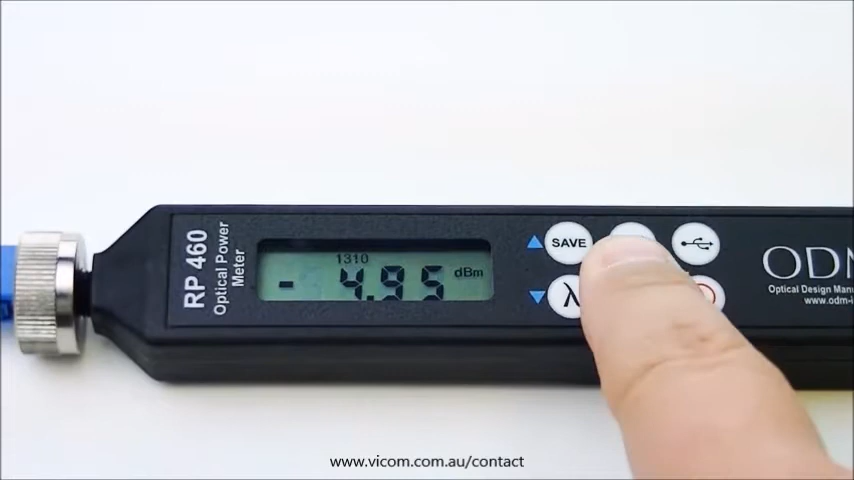 RP 460
Optical Power
Meter
1310
- 4.95 dBm
SAVE
λ
ODM
Optical Design
www.odm-
www.vicom.com.au/contact